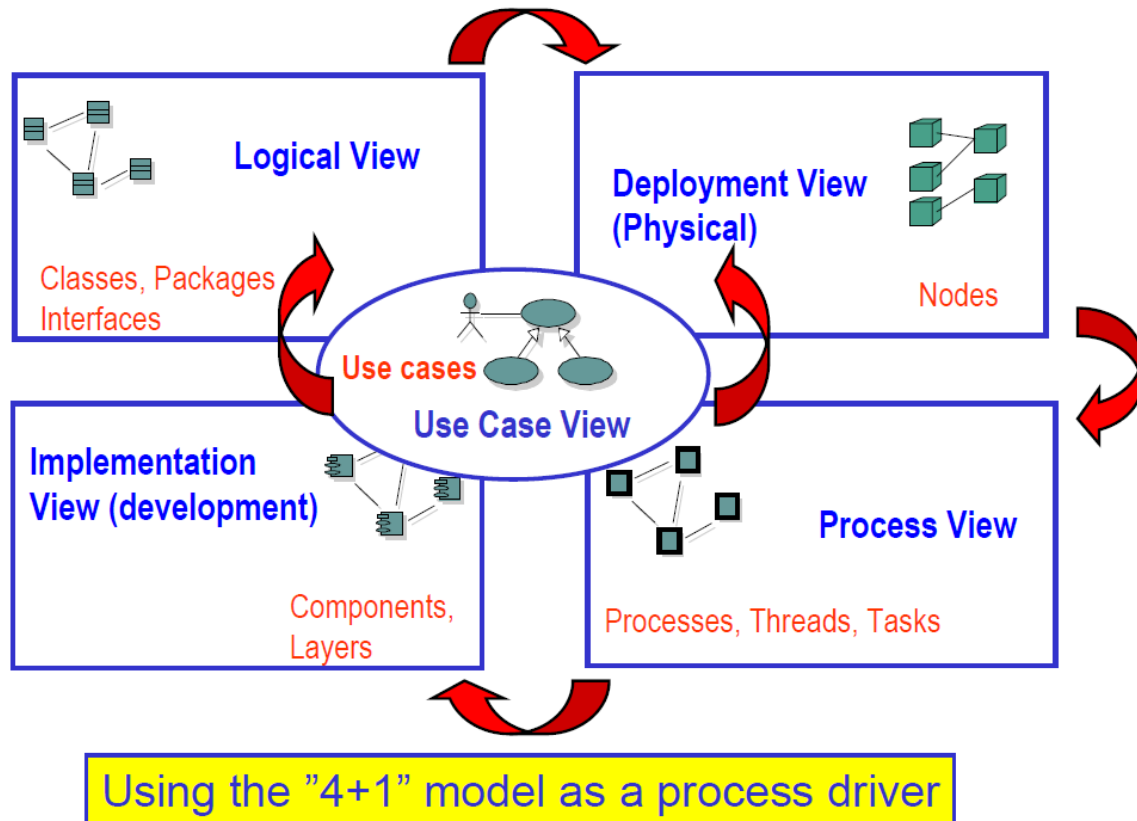 Logical View
Classes, Packages
Interfaces
Deployment View
(Physical)
Nodes
Use cases
Use Case View
Implementation
View (development)
Components,
Layers
Process View
Processes, Threads, Tasks
Using the ”4+1” model as a process driver